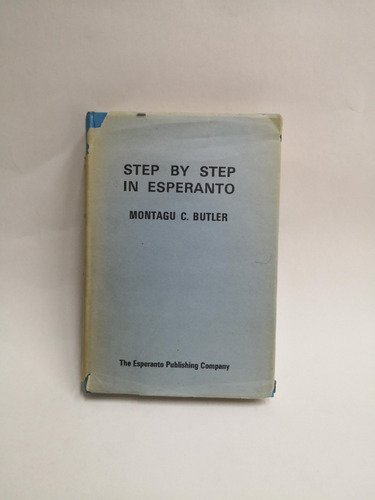 STEP BY STEP
IN ESPERANTO
MONTAGU C. BUTLER
The Esperanto Publishing Company